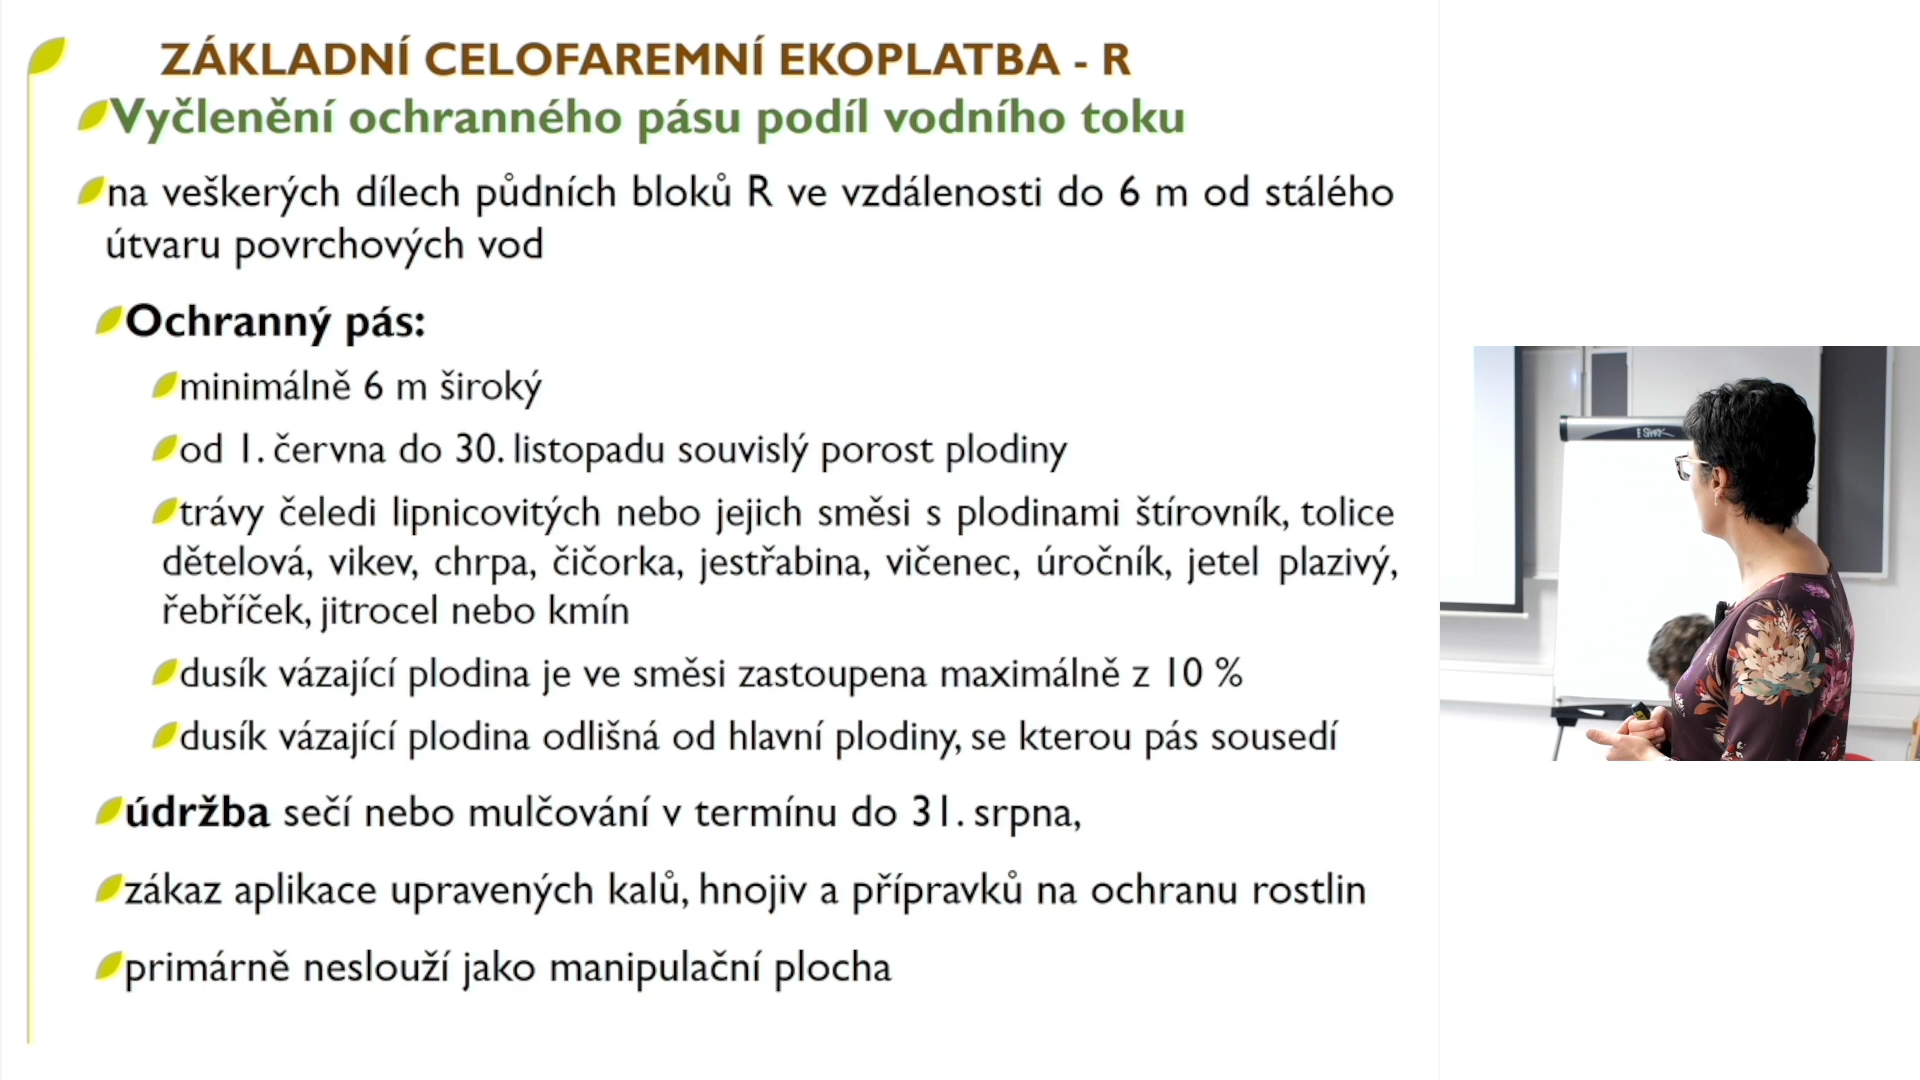 ZÁKLADNÍ CELOFAREMNÍ EKOPLATBA - R
Vyčlenění ochranného pásu podíl vodního toku
na veškerých dílech půdních bloků R ve vzdálenosti do 6 m od stálého
útvaru povrchových vod
Ochranný pás:
minimálně 6 m široký
od 1. června do 30. listopadu souvislý porost plodiny
trávy čeledi lipnicovitých nebo jejich směsi s plodinami štírovník, tolice
dětelová, vikev, chrpa, čičorka, jestřabina, vičenec, úročník, jetel plazivý,
řebříček, jitrocel nebo kmín
dusík vázající plodina je ve směsi zastoupena maximálně z 10 %
dusík vázající plodina odlišná od hlavní plodiny, se kterou pás sousedí
údržba sečí nebo mulčování v termínu do 31. srpna,
zákaz aplikace upravených kalů, hnojiv a přípravků na ochranu rostlin
primárně neslouží jako manipulační plocha